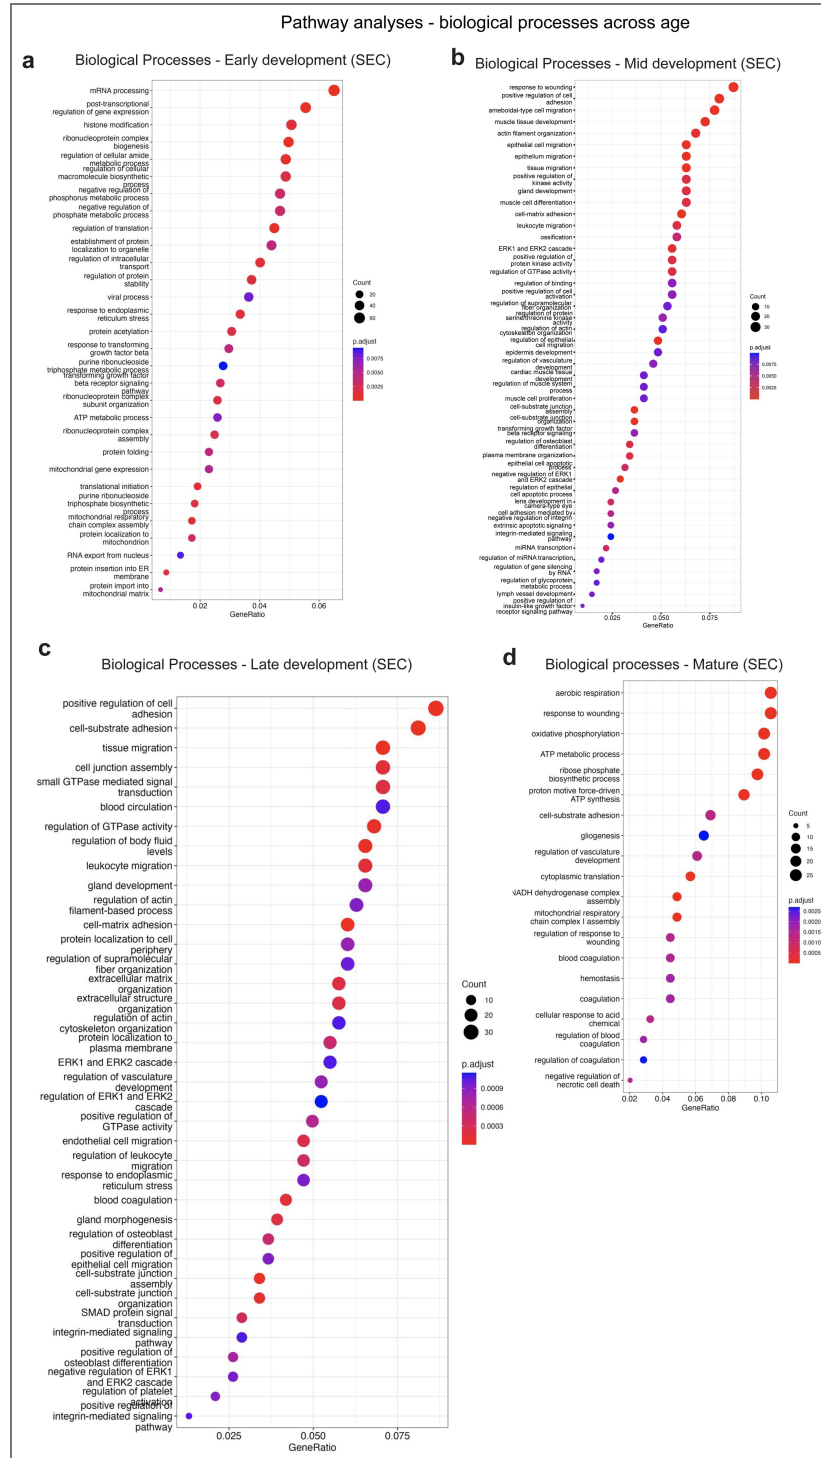 Pathway analyses - biological processes across age
a
Biological Processes - Early development (SEC)
mRNA processing
post-transcriptional
regulation of gene expression
histone modification
ribonucleoprotein complex
biogenesis
regulation of cellular amide
metabolic process
regulation of cellular
macromolecule biosynthetic
process
negative regulation of
phosphorus metabolic process
negative regulation of
phosphate metabolic process
regulation of translation
establishment of protein
localization to organelle
regulation of intracellular
transport
regulation of protein
stability
viral process
response to endoplasmic
reticulum stress
protein acetylation
response to transforming
growth factor beta
purine ribonucleoside
triphosphate metabolic process
transforming growth factor
beta receptor signaling
pathway
ribonucleoprotein complex
subunit organization
ATP metabolic process
ribonucleoprotein complex
assembly
protein folding
mitochondrial gene expression
translational initiation
purine ribonucleoside
triphosphate biosynthetic
process
mitochondrial respiratory
chain complex assembly
protein localization to
mitochondrion
RNA export from nucleus
protein insertion into ER
membrane
protein import into
mitochondrial matrix
0.02 0.04 0.06
GeneRatio
Count
20
40
60
p.adjust
0.0075
0.0050
0.0025
b
Biological Processes - Mid development (SEC)
response to wounding
positive regulation of cell
adhesion
ameboidal-type cell migration
muscle tissue development
actin filament organization
epithelial cell migration
epithelium migration
tissue migration
positive regulation of
kinase activity
gland development
muscle cell differentiation
cell-matrix adhesion
leukocyte migration
ossification
ERK1 and ERK2 cascade
positive regulation of
protein kinase activity
regulation of GTPase activity
regulation of binding
positive regulation of cell
activation
regulation of supramolecular
fiber organization
regulation of protein
serine/threonine kinase
activity
regulation of actin
cytoskeleton organization
regulation of epithelial
cell migration
epidermis development
regulation of vasculature
development
cardiac muscle tissue
development
regulation of muscle system
process
muscle cell proliferation
cell-substrate junction
assembly
cell-substrate junction
organization
transforming growth factor
beta receptor signaling
regulation of osteoblast
differentiation
plasma membrane organization
epithelial cell apoptotic
process
negative regulation of ERK1
and ERK2 cascade
regulation of epithelial
cell apoptotic process
lens development in
camera-type eye
cell adhesion mediated by
negative regulation of integrin
extrinsic apoptotic signaling
integrin-mediated signaling
pathway
miRNA transcription
regulation of miRNA transcription
regulation of gene silencing
by RNA
regulation of glycoprotein
metabolic process
lymph vessel development
positive regulation of
insulin-like growth factor
receptor signaling pathway
0.025 0.050 0.075
GeneRatio
Count
10
20
30
p.adjust
0.0075
0.0050
0.0025
c
Biological Processes - Late development (SEC)
positive regulation of cell
adhesion
cell-substrate adhesion
tissue migration
cell junction assembly
small GTPase mediated signal
transduction
blood circulation
regulation of GTPase activity
regulation of body fluid
levels
leukocyte migration
gland development
regulation of actin
filament-based process
cell-matrix adhesion
protein localization to cell
periphery
regulation of supramolecular
fiber organization
extracellular matrix
organization
extracellular structure
organization
regulation of actin
cytoskeleton organization
protein localization to
plasma membrane
ERK1 and ERK2 cascade
regulation of vasculature
development
regulation of ERK1 and ERK2
cascade
positive regulation of
GTPase activity
endothelial cell migration
regulation of leukocyte
migration
response to endoplasmic
reticulum stress
blood coagulation
gland morphogenesis
regulation of osteoblast
differentiation
positive regulation of
epithelial cell migration
cell-substrate junction
assembly
cell-substrate junction
organization
SMAD protein signal
transduction
integrin-mediated signaling
pathway
positive regulation of
osteoblast differentiation
negative regulation of ERK1
and ERK2 cascade
regulation of platelet
activation
positive regulation of
integrin-mediated signaling
pathway
0.025 0.050 0.075
GeneRatio
Count
10
20
30
p.adjust
0.0009
0.0006
0.0003
d
Biological processes - Mature (SEC)
aerobic respiration
response to wounding
oxidative phosphorylation
ATP metabolic process
ribose phosphate
biosynthetic process
proton motive force-driven
ATP synthesis
cell-substrate adhesion
gliogenesis
regulation of vasculature
development
cytoplasmic translation
NADH dehydrogenase complex
assembly
mitochondrial respiratory
chain complex I assembly
regulation of response to
wounding
blood coagulation
hemostasis
coagulation
cellular response to acid
chemical
regulation of blood
coagulation
regulation of coagulation
negative regulation of
necrotic cell death
0.02 0.04 0.06 0.08 0.10
GeneRatio
Count
5
10
15
20
25
p.adjust
0.0025
0.0020
0.0015
0.0010
0.0005